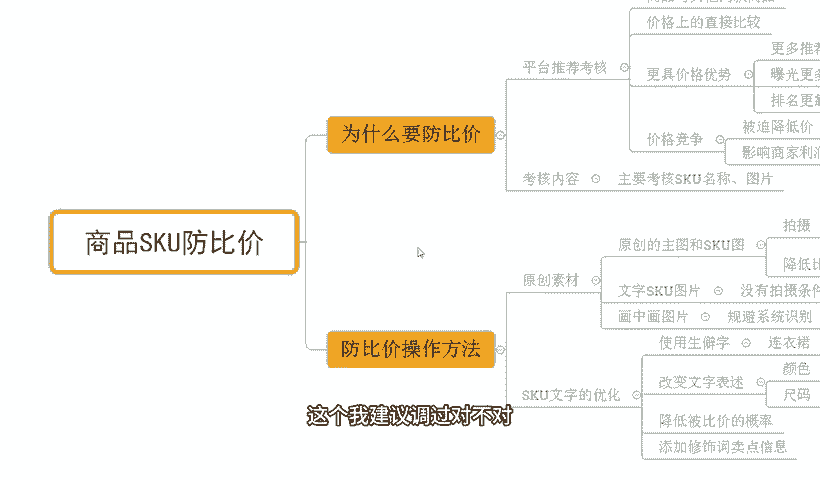 价格上的直接比较
平台推荐考核
更具价格优势
更多推荐
曝光更多
排名更
价格竞争
被迫降低价
影响商家利润
为什么要防比价
考核内容
主要考核SKU名称、图片
商品SKU防比价
原创素材
原创的主图和SKU图
拍摄
降低比
文字SKU图片
没有拍摄条件
画中画图片
规避系统识别
防比价操作方法
SKU文字的优化
使用生僻字
连衣裙
改变文字表述
颜色
尺码
降低被比价的概率
添加修饰词卖点信息
这个我建议调过对不对